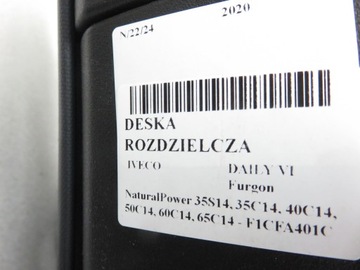 2020
N/22/24
DESKA
ROZDZIELCZA
IVECO DAILY VI
Furgon
NaturalPower 35S14, 35C14, 40C14,
50C14, 60C14, 65C14 - F1CFA401C